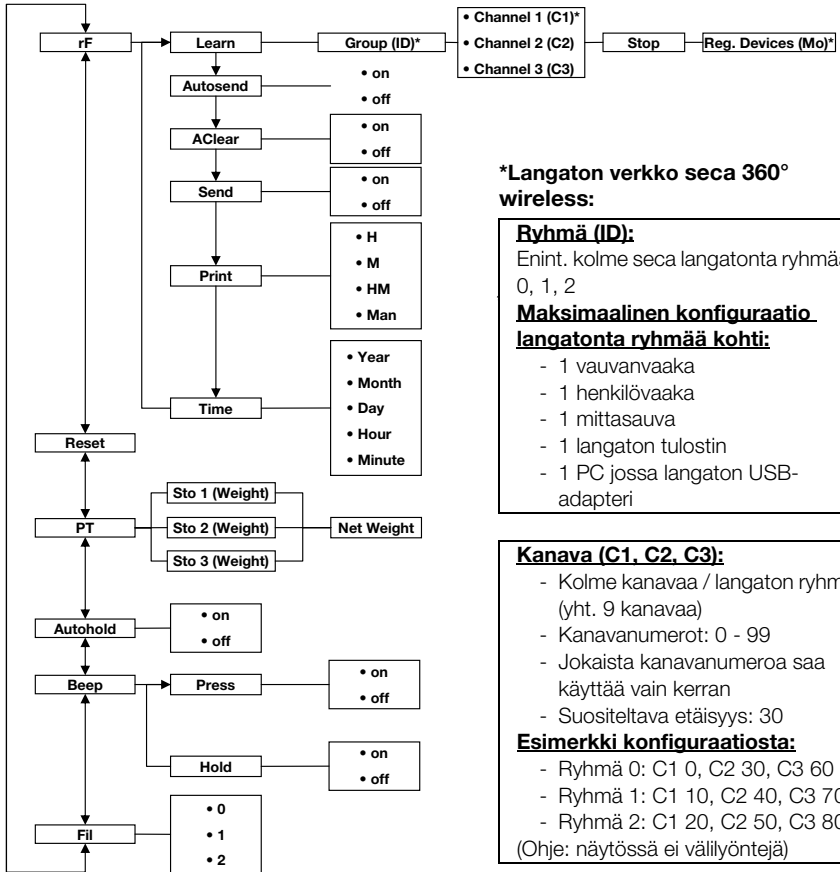 rF
Learn
Group (ID)*
• Channel 1 (C1)*
• Channel 2 (C2)
• Channel 3 (C3)
Stop
Reg. Devices (Mo)*
Autosend
• on
• off
AClear
• on
• off
Send
• on
• off
Print
• H
• M
• HM
• Man
Time
• Year
• Month
• Day
• Hour
• Minute
Reset
PT
Sto 1 (Weight)
Sto 2 (Weight)
Sto 3 (Weight)
Net Weight
Autohold
• on
• off
Beep
Press
• on
• off
Hold
• on
• off
Fil
• 0
• 1
• 2
*Langaton verkko seca 360°
wireless:
Ryhmä (ID):
Enint. kolme seca langatonta
0, 1, 2
Maksimaalinen konfiguraatio
langatonta ryhmää kohti:
- 1 vauvanvaaka
- 1 henkilövaaka
- 1 mittasauva
- 1 langaton tulostin
- 1 PC jossa langaton USB-
adapteri
Kanava (C1, C2, C3):
- Kolme kanavaa / langaton
(yht. 9 kanavaa)
- Kanavanumerot: 0 - 99
- Jokaista kanavanumeroa saa
käyttää vain kerran
- Suositeltava etäisyys: 30
Esimerkki konfiguraatiosta:
- Ryhmä 0: C1 0, C2 30, C3 60
- Ryhmä 1: C1 10, C2 40, C3 70
- Ryhmä 2: C1 20, C2 50, C3 80
(Ohje: näytössä ei välilyöntejä)